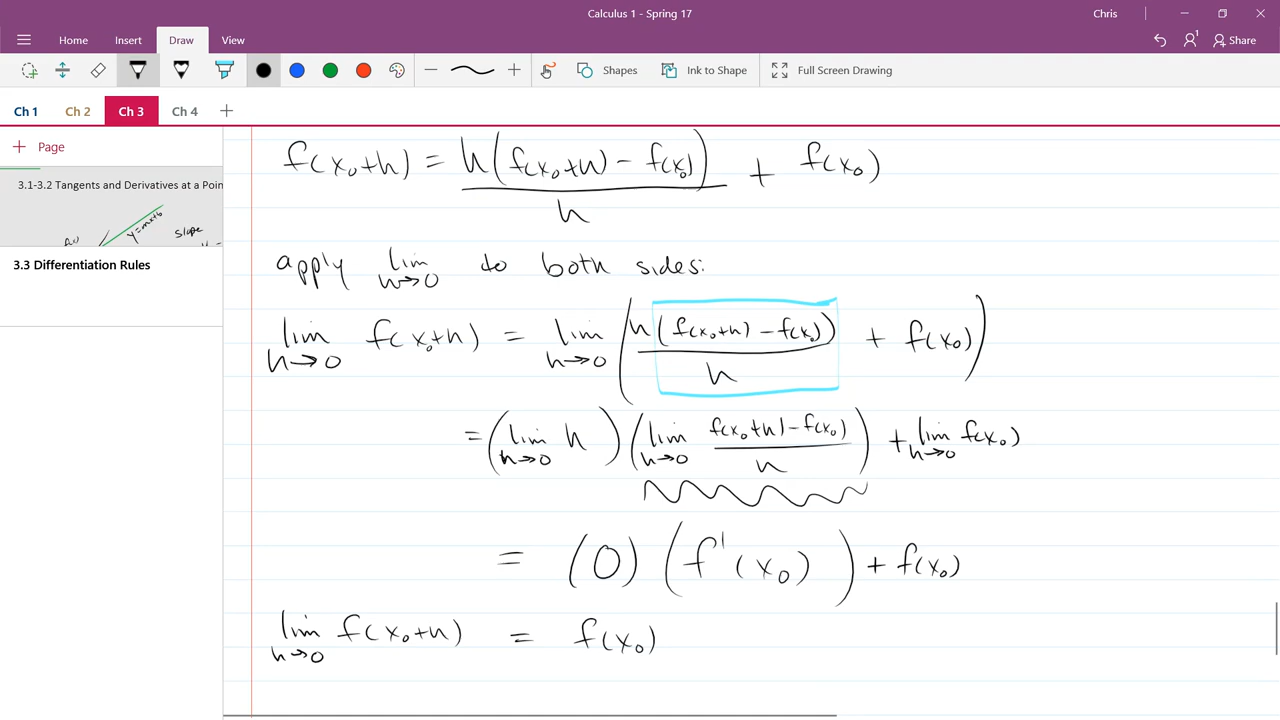 Calculus 1 - Spring 17
Chris
Home Insert Draw View
Share
Shapes Ink to Shape Full Screen Drawing
Ch 1 Ch 2 Ch 3 Ch 4
Page
3.1-3.2 Tangents and Derivatives at a Poin
y=mx+b
slope
3.3 Differentiation Rules
f(x₀+h) = h(f(x₀+h) - f(x₀)) / h + f(x₀)
apply lim h→0 to both sides:
lim h→0 f(x₀+h) = lim h→0 (h(f(x₀+h) - f(x₀)) / h + f(x₀))
= (lim h→0 h) (lim h→0 f(x₀+h) - f(x₀) / h) + lim h→0 f(x₀)
= (0) (f'(x₀)) + f(x₀)
lim h→0 f(x₀+h) = f(x₀)